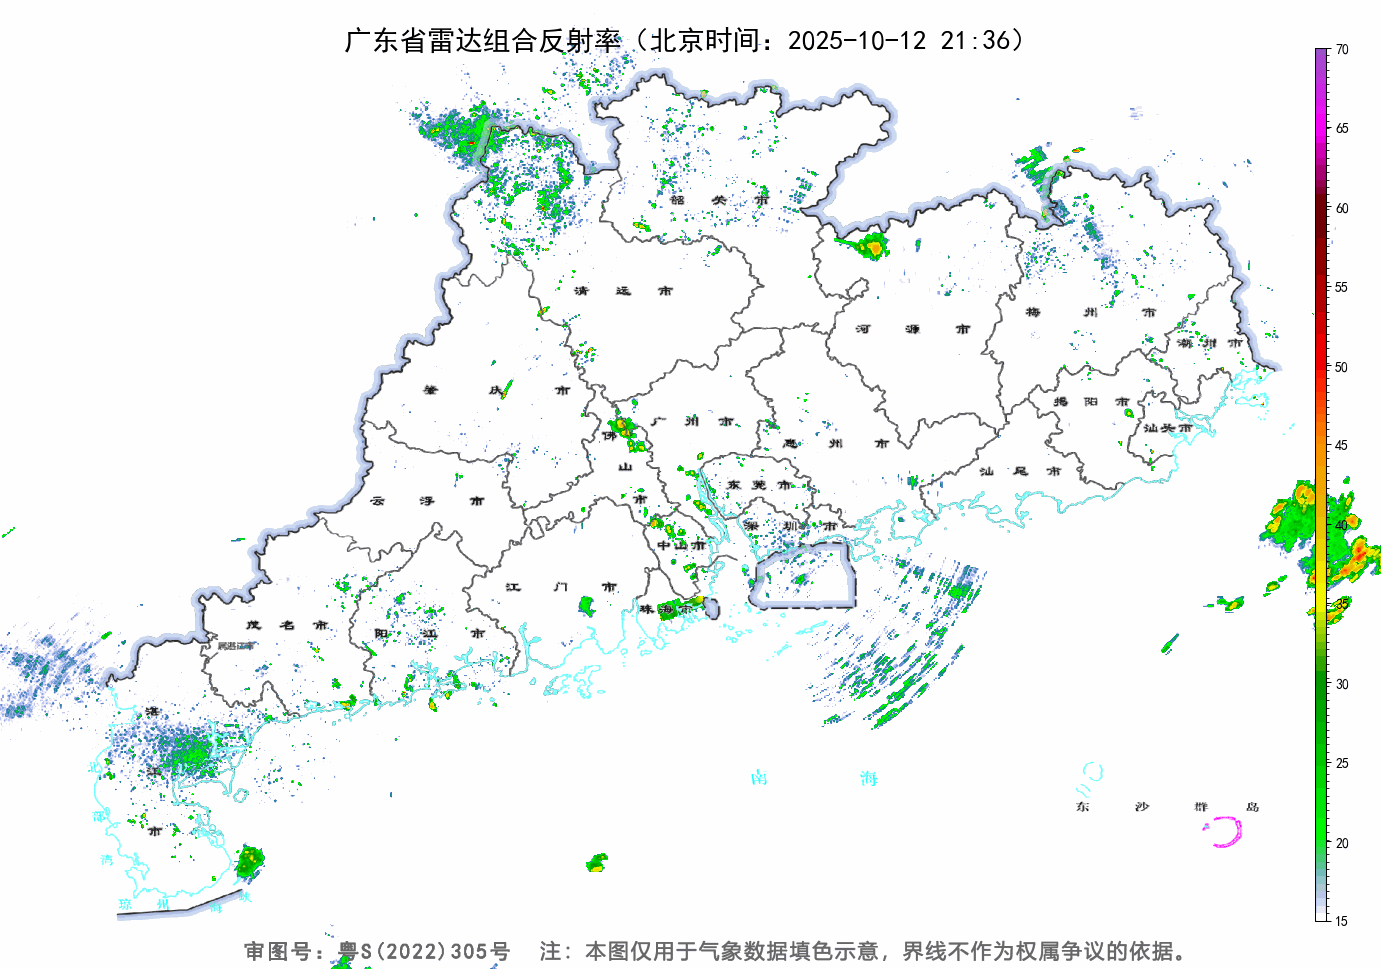 广东省雷达组合反射率（北京时间：2025-10-12 21:36）
70
65
60
55
50
45
40
35
30
25
20
15
韶关市
清远市
河源市
梅州市
潮州市
肇庆市
广州市
揭阳市
汕头市
佛山市
惠州市
汕尾市
云浮市
东莞市
深圳市
中山市
江门市
珠海市
茂名市
阳江市
湛江市
南海
东沙群岛
北部湾
琼州海峡
审图号：粤S(2022)305号 注：本图仅用于气象数据填色示意，界线不作为权属争议的依据。